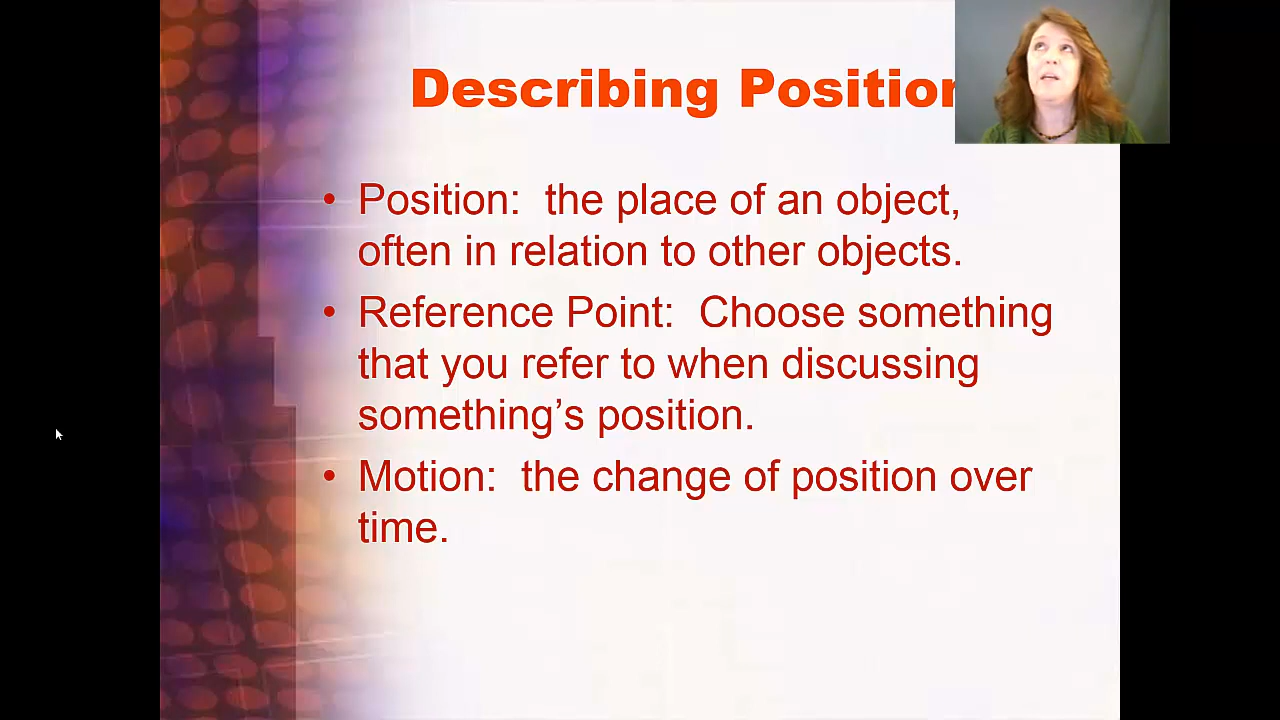 Describing Position
• Position:  the place of an object,
often in relation to other objects.
• Reference Point:  Choose something
that you refer to when discussing
something’s position.
• Motion:  the change of position over
time.